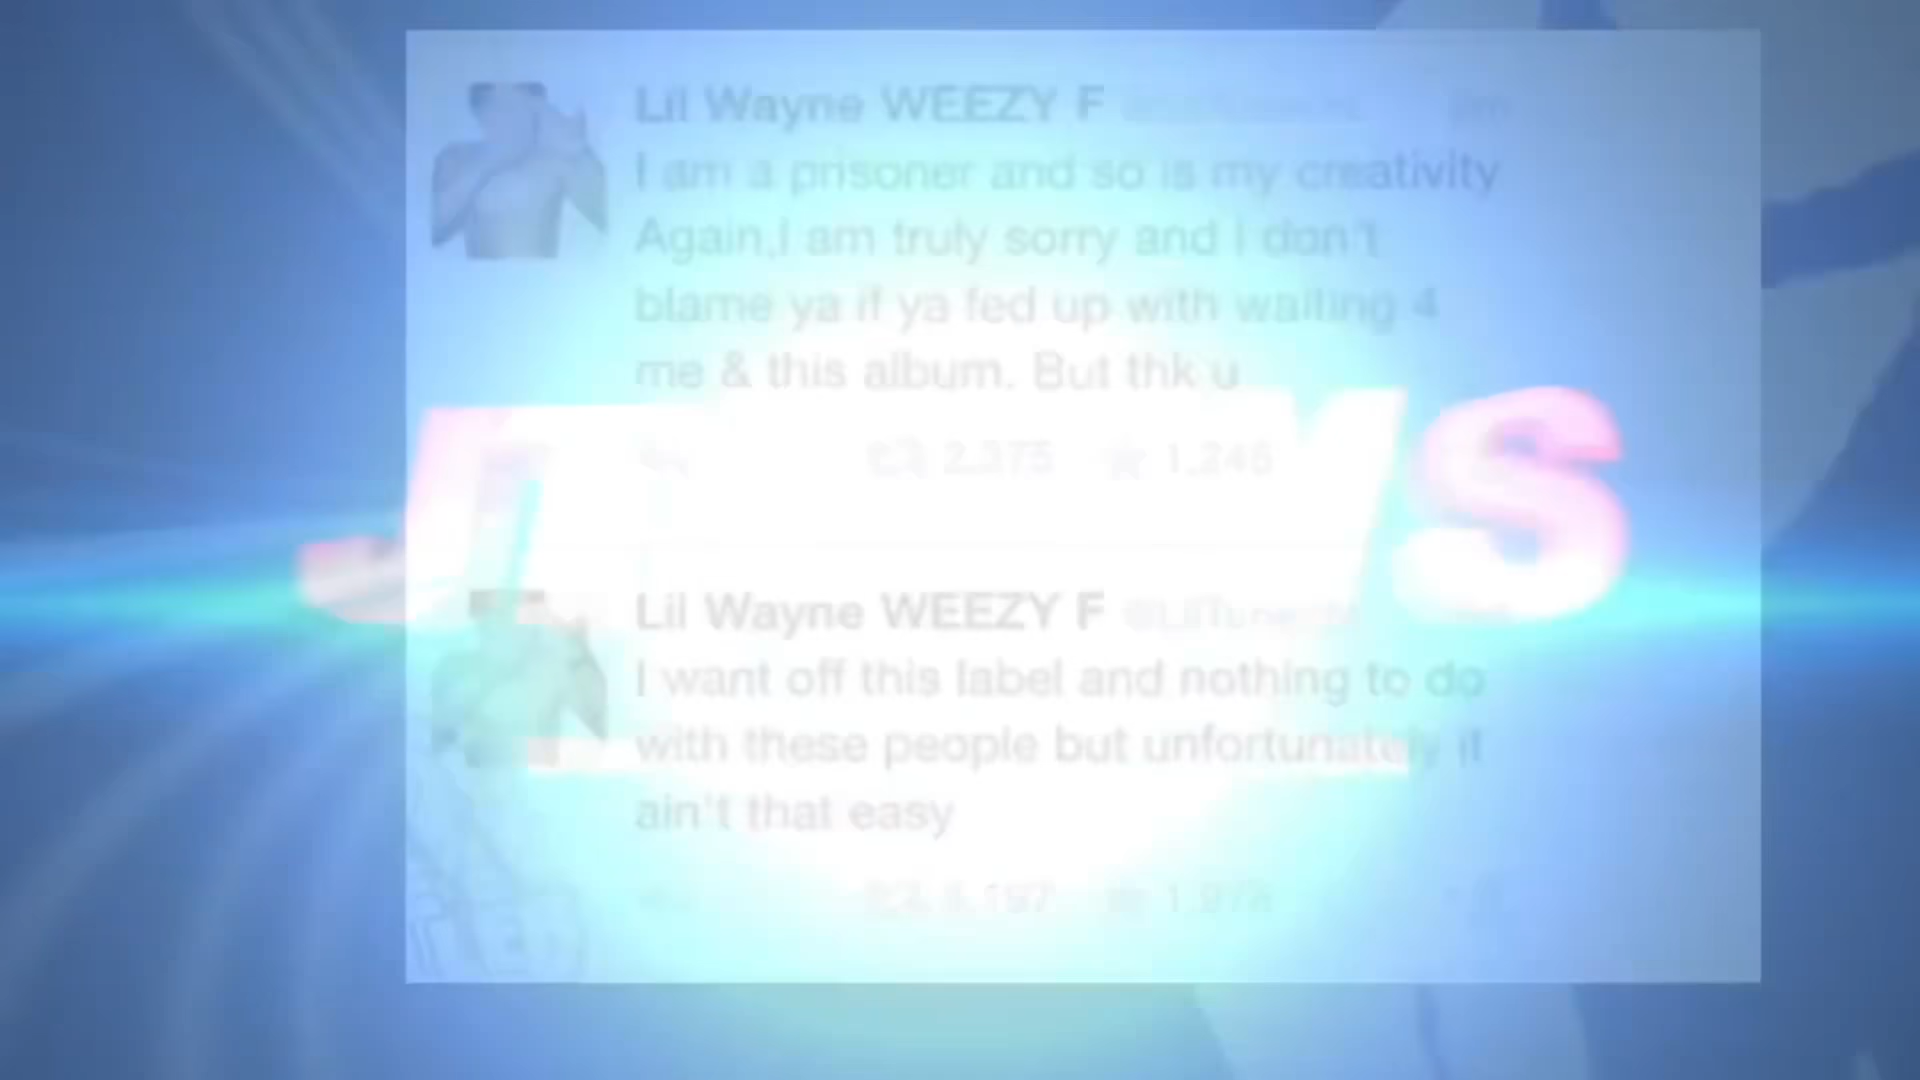 Lil Wayne WEEZY F
I am a prisoner and so is my creativity
Again,I am truly sorry and I don't
blame ya if ya fed up with waiting 4
me & this album. But thk u
2,375 1,246
Lil Wayne WEEZY F @LilTunechi
I want off this label and nothing to do
with these people but unfortunately it
ain't that easy